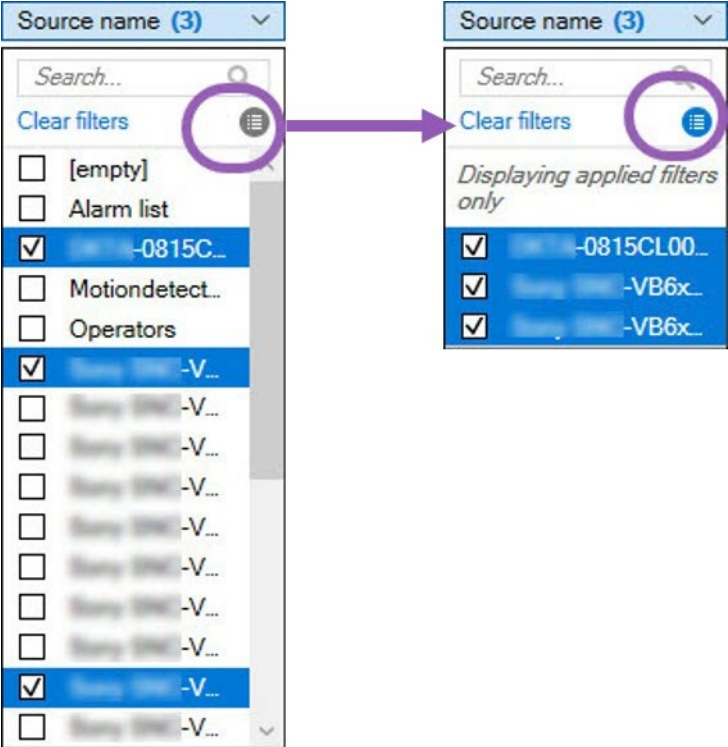 Source name (3)
Search...
Clear filters
[empty]
Alarm list
-0815C...
Motiondetect...
Operators
-V...
-V...
-V...
-V...
-V...
-V...
-V...
-V...
-V...
-V...
Source name (3)
Search...
Clear filters
Displaying applied filters
only
-0815CL00...
-VB6x...
-VB6x...